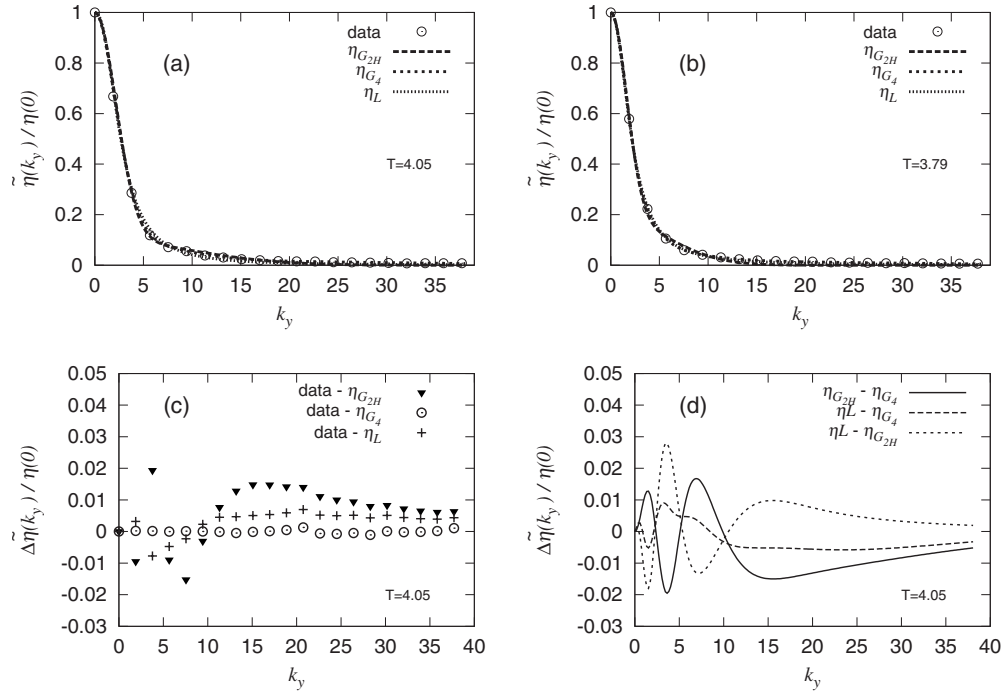 1
0.8
0.6
0.4
0.2
0
0 5 10 15 20 25 30 35
η̃(k_y) / η(0)
k_y
(a)
data
η_{G_{2H}}
η_{G_4}
η_L
T=4.05
1
0.8
0.6
0.4
0.2
0
0 5 10 15 20 25 30 35
η̃(k_y) / η(0)
k_y
(b)
data
η_{G_{2H}}
η_{G_4}
η_L
T=3.79
0.05
0.04
0.03
0.02
0.01
0
-0.01
-0.02
-0.03
0 5 10 15 20 25 30 35 40
Δη̃(k_y) / η(0)
k_y
(c)
data - η_{G_{2H}}
data - η_{G_4}
data - η_L
T=4.05
0.05
0.04
0.03
0.02
0.01
0
-0.01
-0.02
-0.03
0 5 10 15 20 25 30 35 40
Δη̃(k_y) / η(0)
k_y
(d)
η_{G_{2H}} - η_{G_4}
ηL - η_{G_4}
ηL - η_{G_{2H}}
T=4.05